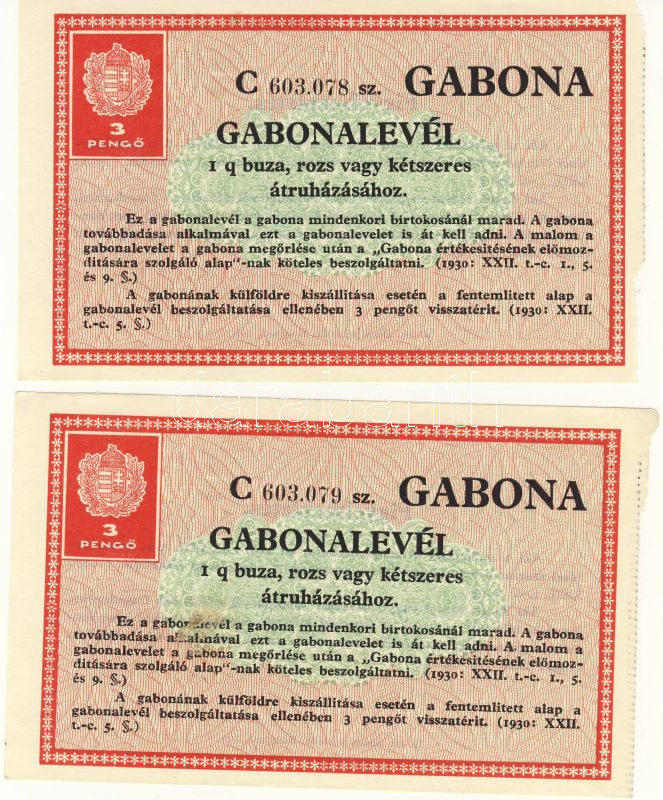 C 603.078 sz. GABONA
3
PENGŐ
GABONALEVÉL
1 q buza, rozs vagy kétszeres
átruházásához.
Ez a gabonalevél a gabona mindenkori birtokosánál marad. A gabona
továbbadása alkalmával ezt a gabonalevelet is át kell adni. A malom a
gabonalevelet a gabona megőrlése után a „Gabona értékesitésének előmoz-
ditására szolgáló alap“-nak köteles beszolgáltatni. (1930: XXII. t.-c. 1., 5.
és 9. §.)
A gabonának külföldre kiszállitása esetén a fentemlitett alap a
gabonalevél beszolgáltatása ellenében 3 pengőt visszatérit. (1930: XXII.
t.-c. 5. §.)
darabanth
C 603.079 sz. GABONA
3
PENGŐ
GABONALEVÉL
1 q buza, rozs vagy kétszeres
átruházásához.
Ez a gabonalevél a gabona mindenkori birtokosánál marad. A gabona
továbbadása alkalmával ezt a gabonalevelet is át kell adni. A malom a
gabonalevelet a gabona megőrlése után a „Gabona értékesitésének előmoz-
ditására szolgáló alap“-nak köteles beszolgáltatni. (1930: XXII. t.-c. 1., 5.
és 9. §.)
A gabonának külföldre kiszállitása esetén a fentemlitett alap a
gabonalevél beszolgáltatása ellenében 3 pengőt visszatérit. (1930: XXII.
t.-c. 5. §.)